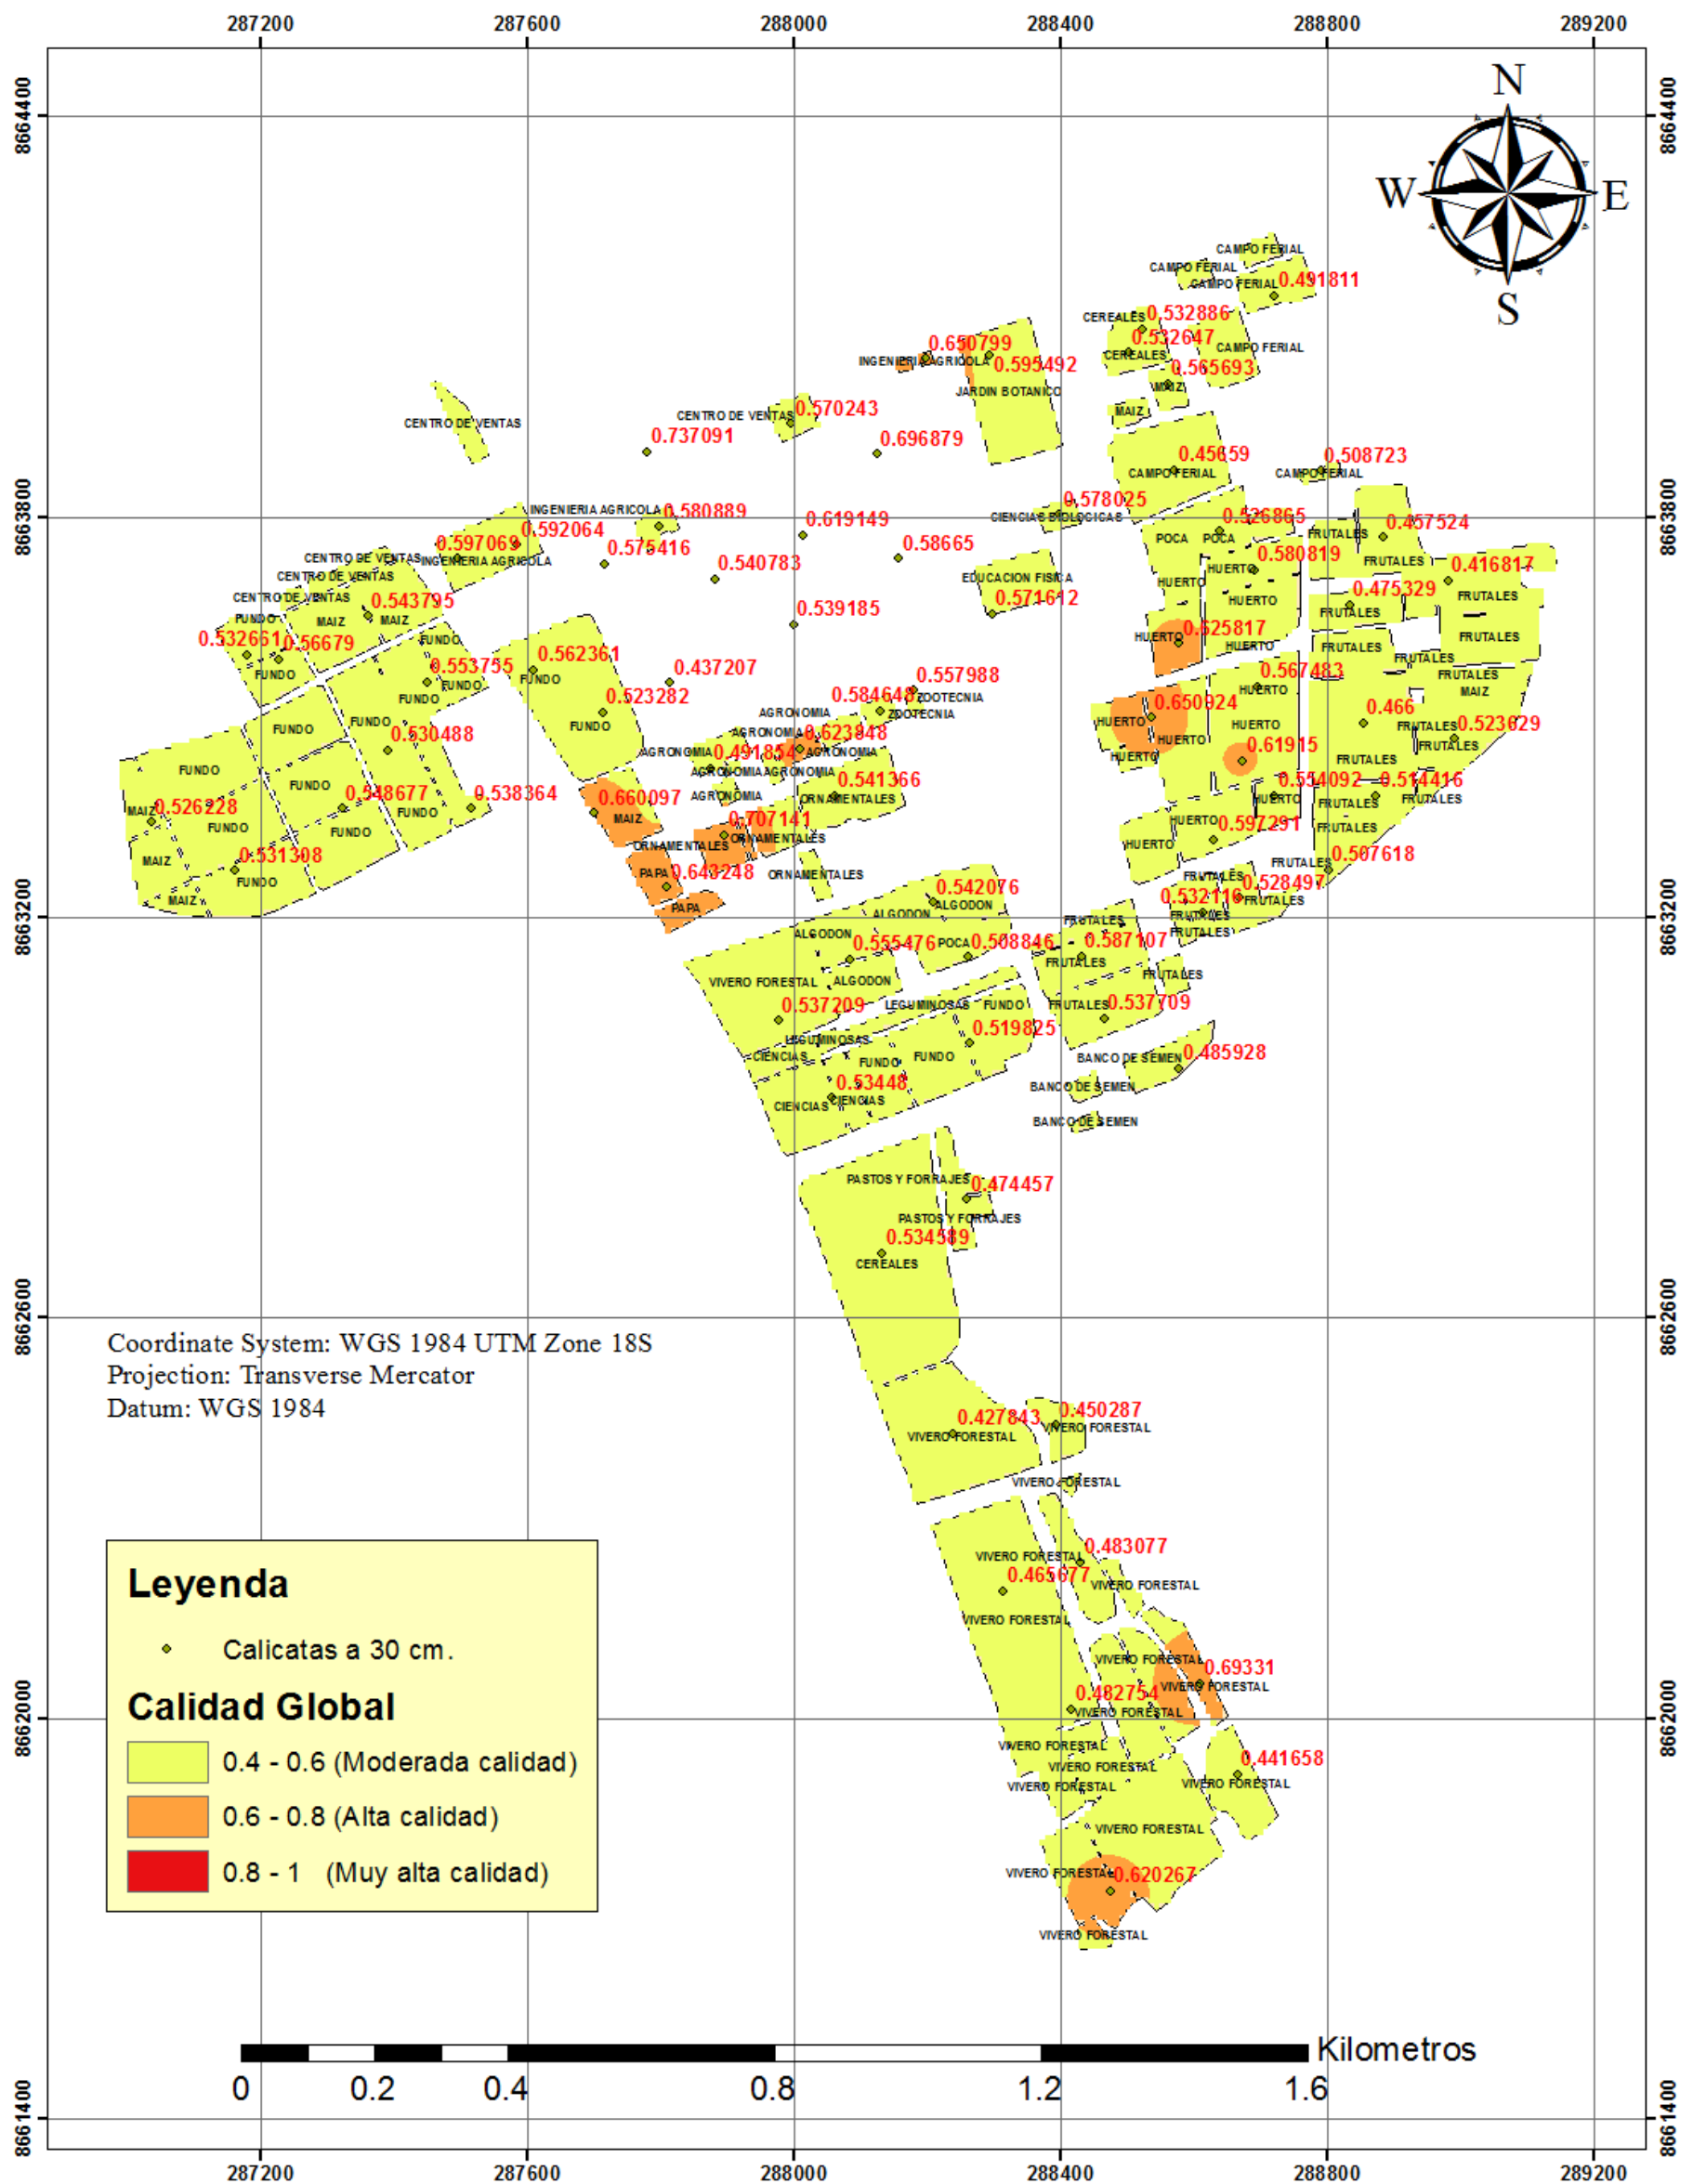 287200 287600 288000 288400 288800 289200
8664400 8664400
N
W E
S
CAMPO FERIAL
CAMPO FERIAL
CAMPO FERIAL 0.491811
CEREALES 0.532886
0.532647
CEREALES
CAMPO FERIAL
0.650799
INGENIERIA AGRICOLA
0.595492
0.565693
MAIZ
JARDIN BOTANICO
MAIZ
CENTRO DE VENTAS
CENTRO DE VENTAS 0.570243
0.737091
0.696879
0.45659
CAMPO FERIAL
0.508723
CAMPO FERIAL
8663800 8663800
INGENIERIA AGRICOLA 0.580889
0.578025
CIENCIAS BIOLOGICAS
0.619149
0.526865
0.592064
0.597069
0.575416
0.457524
FRUTALES
POCA POCA
CENTRO DE VENTAS
INGENIERIA AGRICOLA
0.540783
0.58665
0.580819
FRUTALES
0.416817
CENTRO DE VENTAS
EDUCACION FISICA
HUERTO
HUERTO
0.475329
FRUTALES
CENTRO DE VENTAS
0.543795
0.539185
0.571612
HUERTO
FRUTALES
FUNDO
MAIZ
MAIZ
0.532661
0.56679
FUNDO
0.625817
HUERTO
HUERTO
FRUTALES
FRUTALES
FUNDO
0.553755
FUNDO
FUNDO
0.562361
FUNDO
0.437207
0.557988
ZOOTECNIA
0.567483
HUERTO
FRUTALES
FRUTALES
MAIZ
0.523282
0.584648
ZOOTECNIA
0.650924
0.466
FUNDO
FUNDO
0.530488
FUNDO
AGRONOMIA
AGRONOMIA
0.623848
HUERTO
HUERTO
HUERTO
FRUTALES
0.523629
FRUTALES
AGRONOMIA
0.491854
AGRONOMIA
HUERTO
0.61915
FRUTALES
FUNDO
AGRONOMIA
AGRONOMIA
FUNDO
0.541366
ORNAMENTALES
AGRONOMIA
0.554092
HUERTO
0.514416
FRUTALES
FRUTALES
MAIZ
0.526228
0.548677
0.538364
FUNDO
0.660097
MAIZ
0.707141
ORNAMENTALES
ORNAMENTALES
HUERTO
0.597291
HUERTO
FRUTALES
FUNDO
FUNDO
MAIZ
0.531308
FUNDO
MAIZ
PAPA
0.643248
PAPA
ORNAMENTALES
0.507618
FRUTALES
FRUTALES
0.528497
0.532116
FRUTALES
FRUTALES
FRUTALES
8663200 8663200
0.542076
ALGODON
ALGODON
FRUTALES
ALGODON
0.555476
POCA
0.508846
0.587107
FRUTALES
VIVERO FORESTAL
ALGODON
FRUTALES
0.537209
LEGUMINOSAS
FUNDO
FRUTALES
0.537709
LEGUMINOSAS
0.519825
CIENCIAS
FUNDO
FUNDO
BANCO DE SEMEN 0.485928
0.53448
CIENCIAS
CIENCIAS
BANCO DE SEMEN
BANCO DE SEMEN
PASTOS Y FORRAJES
0.474457
PASTOS Y FORRAJES
0.534589
CEREALES
8662600 8662600
Coordinate System: WGS 1984 UTM Zone 18S
Projection: Transverse Mercator
Datum: WGS 1984
0.427843
VIVERO FORESTAL
0.450287
VIVERO FORESTAL
VIVERO FORESTAL
0.483077
VIVERO FORESTAL
0.465677
VIVERO FORESTAL
VIVERO FORESTAL
VIVERO FORESTAL
0.69331
VIVERO FORESTAL
0.482754
VIVERO FORESTAL
8662000 8662000
VIVERO FORESTAL
VIVERO FORESTAL
VIVERO FORESTAL
0.441658
VIVERO FORESTAL
VIVERO FORESTAL
VIVERO FORESTAL
0.620267
VIVERO FORESTAL
Leyenda
Calicatas a 30 cm.
Calidad Global
0.4 - 0.6 (Moderada calidad)
0.6 - 0.8 (Alta calidad)
0.8 - 1 (Muy alta calidad)
Kilometros
0 0.2 0.4 0.8 1.2 1.6
8661400 8661400
287200 287600 288000 288400 288800 289200